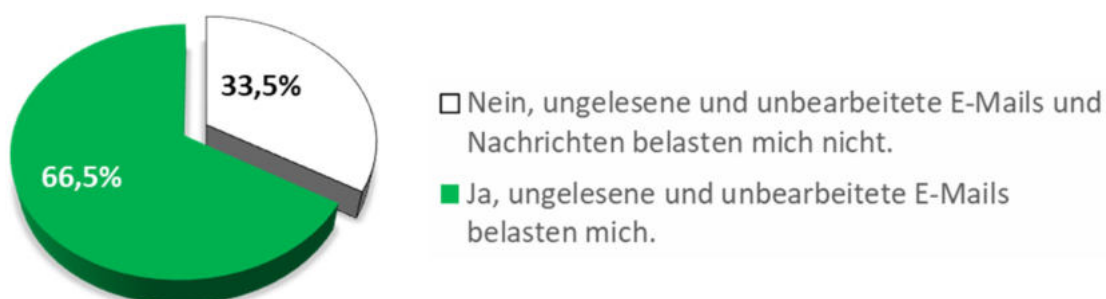 33,5%
66,5%
Nein, ungelesene und unbearbeitete E-Mails und
Nachrichten belasten mich nicht.
Ja, ungelesene und unbearbeitete E-Mails
belasten mich.